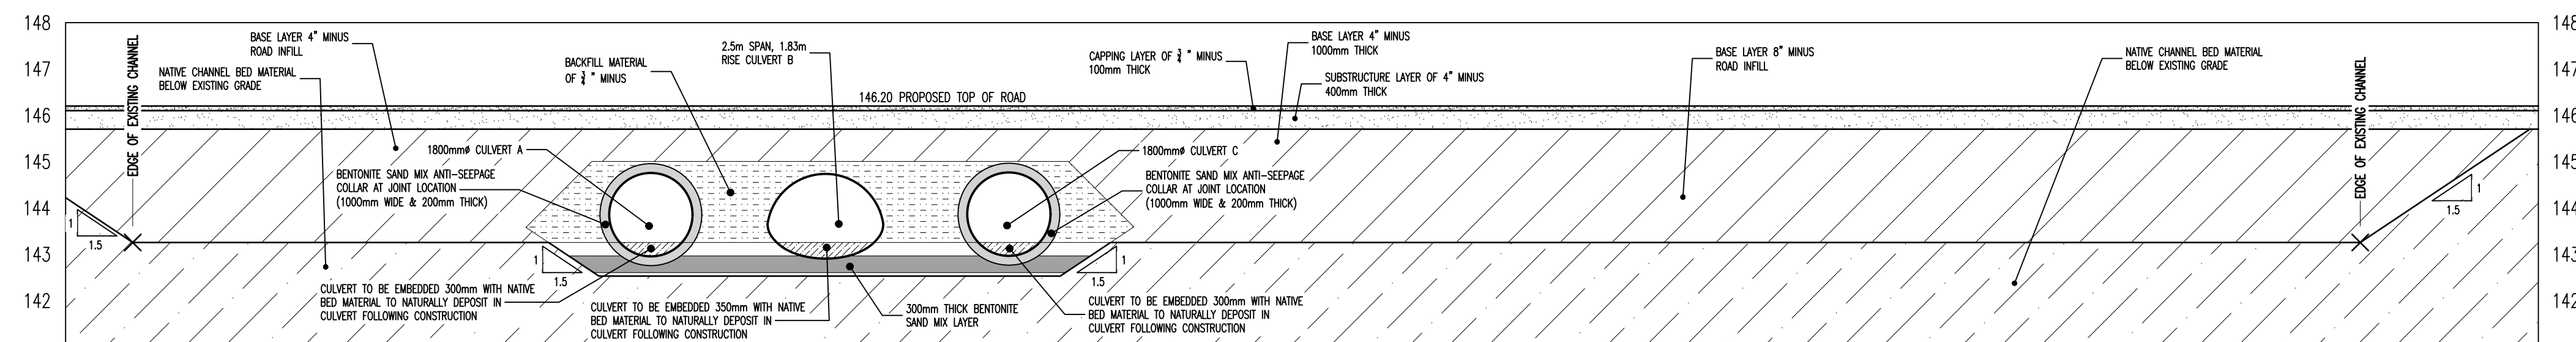 148
147
146
145
144
143
142
EDGE OF EXISTING CHANNEL
BASE LAYER 4" MINUS
ROAD INFILL
NATIVE CHANNEL BED MATERIAL
BELOW EXISTING GRADE
BACKFILL MATERIAL
OF ¾ " MINUS
2.5m SPAN, 1.83m
RISE CULVERT B
146.20 PROPOSED TOP OF ROAD
CAPPING LAYER OF ¾ " MINUS
100mm THICK
BASE LAYER 4" MINUS
1000mm THICK
SUBSTRUCTURE LAYER OF 4" MINUS
400mm THICK
BASE LAYER 8" MINUS
ROAD INFILL
NATIVE CHANNEL BED MATERIAL
BELOW EXISTING GRADE
EDGE OF EXISTING CHANNEL
1800mmø CULVERT A
BENTONITE SAND MIX ANTI-SEEPAGE
COLLAR AT JOINT LOCATION
(1000mm WIDE & 200mm THICK)
1800mmø CULVERT C
BENTONITE SAND MIX ANTI-SEEPAGE
COLLAR AT JOINT LOCATION
(1000mm WIDE & 200mm THICK)
1
1.5
1
1.5
1
1.5
1
1.5
CULVERT TO BE EMBEDDED 300mm WITH NATIVE
BED MATERIAL TO NATURALLY DEPOSIT IN
CULVERT FOLLOWING CONSTRUCTION
CULVERT TO BE EMBEDDED 350mm WITH NATIVE
BED MATERIAL TO NATURALLY DEPOSIT IN
CULVERT FOLLOWING CONSTRUCTION
300mm THICK BENTONITE
SAND MIX LAYER
CULVERT TO BE EMBEDDED 300mm WITH NATIVE
BED MATERIAL TO NATURALLY DEPOSIT IN
CULVERT FOLLOWING CONSTRUCTION
148
147
146
145
144
143
142